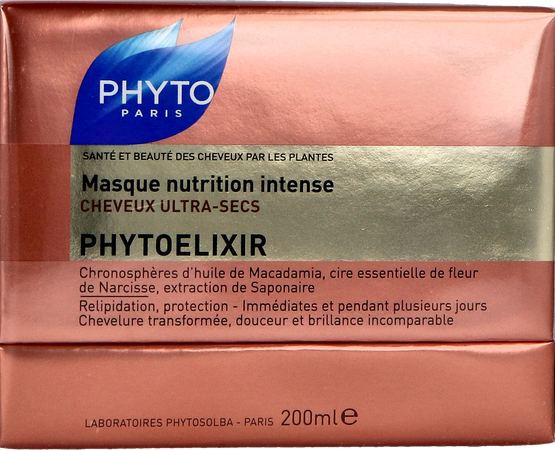 PHYTO
PARIS
SANTÉ ET BEAUTÉ DES CHEVEUX PAR LES PLANTES
Masque nutrition intense
CHEVEUX ULTRA-SECS
PHYTOELIXIR
Chronosphères d'huile de Macadamia, cire essentielle de fleur
de Narcisse, extraction de Saponaire
Relipidation, protection - Immédiates et pendant plusieurs jours
Chevelure transformée, douceur et brillance incomparable
LABORATOIRES PHYTOSOLBA - PARIS 200ml℮